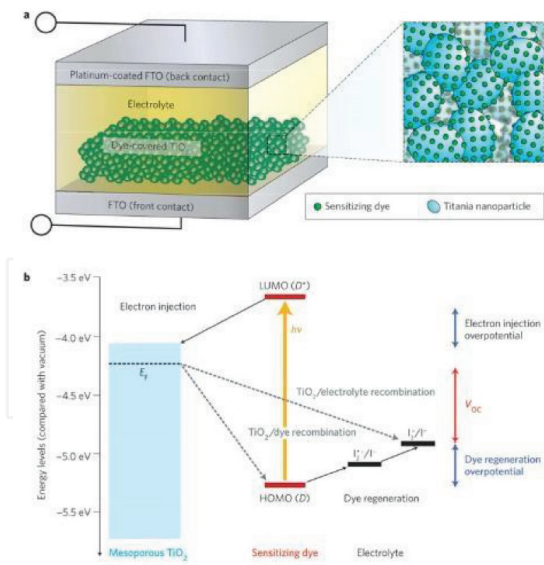 a
Platinum-coated FTO (back contact)
Electrolyte
Dye-covered TiO2
FTO (front contact)
Sensitizing dye
Titania nanoparticle
b
Energy levels (compared with vacuum)
−3.5 eV
−4.0 eV
−4.5 eV
−5.0 eV
−5.5 eV
Electron injection
LUMO (D*)
hν
EF
TiO2/electrolyte recombination
TiO2/dye recombination
HOMO (D)
Dye regeneration
Electron injection
overpotential
VOC
Dye regeneration
overpotential
Mesoporous TiO2
Sensitizing dye
Electrolyte